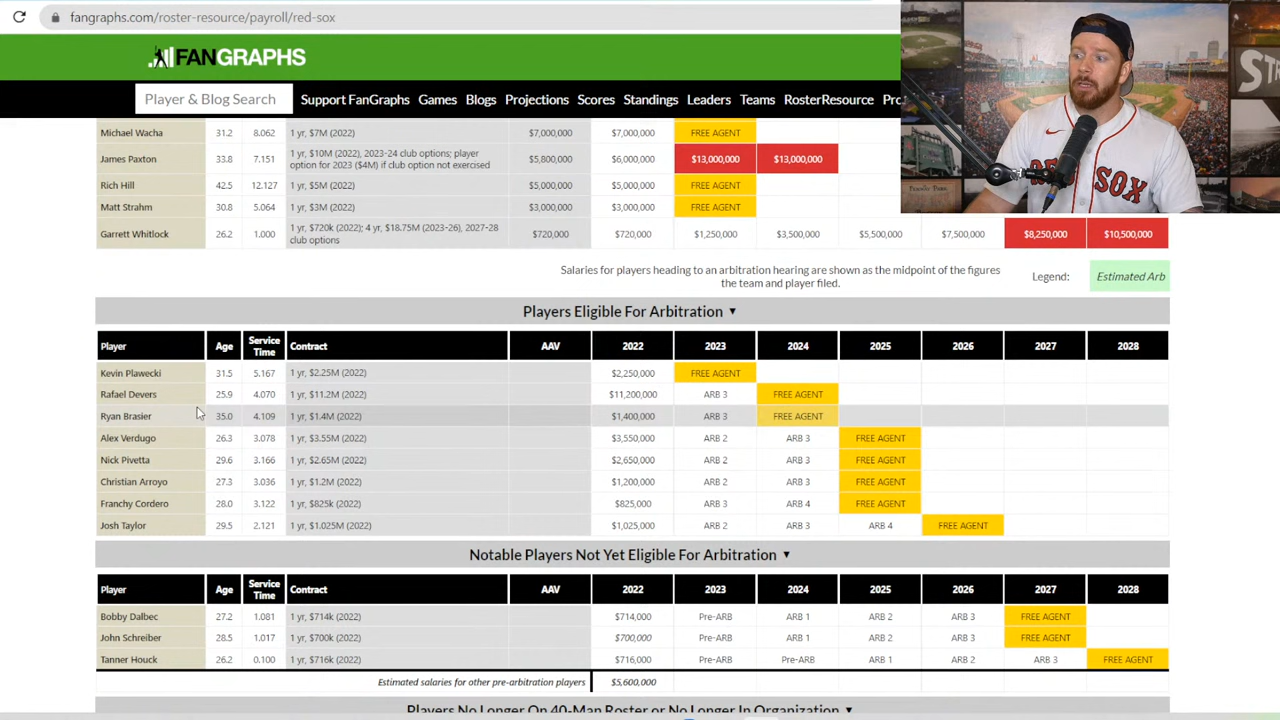 fangraphs.com/roster-resource/payroll/red-sox
FANGRAPHS
Player & Blog Search Support FanGraphs Games Blogs Projections Scores Standings Leaders Teams RosterResource
RED SOX
Michael Wacha 31.2 8.062 1 yr, $7M (2022) $7,000,000 $7,000,000 FREE AGENT
James Paxton 33.8 7.151 1 yr, $10M (2022), 2023-24 club options; player option for 2023 ($4M) if club option not exercised $5,800,000 $6,000,000 $13,000,000 $13,000,000
Rich Hill 42.5 12.127 1 yr, $5M (2022) $5,000,000 $5,000,000 FREE AGENT
Matt Strahm 30.8 5.064 1 yr, $3M (2022) $3,000,000 $3,000,000 FREE AGENT
Garrett Whitlock 26.2 1.000 1 yr, $720k (2022); 4 yr, $18.75M (2023-26), 2027-28 club options $720,000 $720,000 $1,250,000 $3,500,000 $5,500,000 $7,500,000 $8,250,000 $10,500,000
Salaries for players heading to an arbitration hearing are shown as the midpoint of the figures
the team and player filed.
Legend: Estimated Arb
Players Eligible For Arbitration ▼
Player Age Service Time Contract AAV 2022 2023 2024 2025 2026 2027 2028
Kevin Plawecki 31.5 5.167 1 yr, $2.25M (2022) $2,250,000 FREE AGENT
Rafael Devers 25.9 4.070 1 yr, $11.2M (2022) $11,200,000 ARB 3 FREE AGENT
Ryan Brasier 35.0 4.109 1 yr, $1.4M (2022) $1,400,000 ARB 3 FREE AGENT
Alex Verdugo 26.3 3.078 1 yr, $3.55M (2022) $3,550,000 ARB 2 ARB 3 FREE AGENT
Nick Pivetta 29.6 3.166 1 yr, $2.65M (2022) $2,650,000 ARB 2 ARB 3 FREE AGENT
Christian Arroyo 27.3 3.036 1 yr, $1.2M (2022) $1,200,000 ARB 2 ARB 3 FREE AGENT
Franchy Cordero 28.0 3.122 1 yr, $825k (2022) $825,000 ARB 3 ARB 4 FREE AGENT
Josh Taylor 29.5 2.121 1 yr, $1.025M (2022) $1,025,000 ARB 2 ARB 3 ARB 4 FREE AGENT
Notable Players Not Yet Eligible For Arbitration ▼
Player Age Service Time Contract AAV 2022 2023 2024 2025 2026 2027 2028
Bobby Dalbec 27.2 1.081 1 yr, $714k (2022) $714,000 Pre-ARB ARB 1 ARB 2 ARB 3 FREE AGENT
John Schreiber 28.5 1.017 1 yr, $700k (2022) $700,000 Pre-ARB ARB 1 ARB 2 ARB 3 FREE AGENT
Tanner Houck 26.2 0.100 1 yr, $716k (2022) $716,000 Pre-ARB Pre-ARB ARB 1 ARB 2 ARB 3 FREE AGENT
Estimated salaries for other pre-arbitration players $5,600,000
Players No Longer On 40-Man Roster or No Longer In Organization ▼